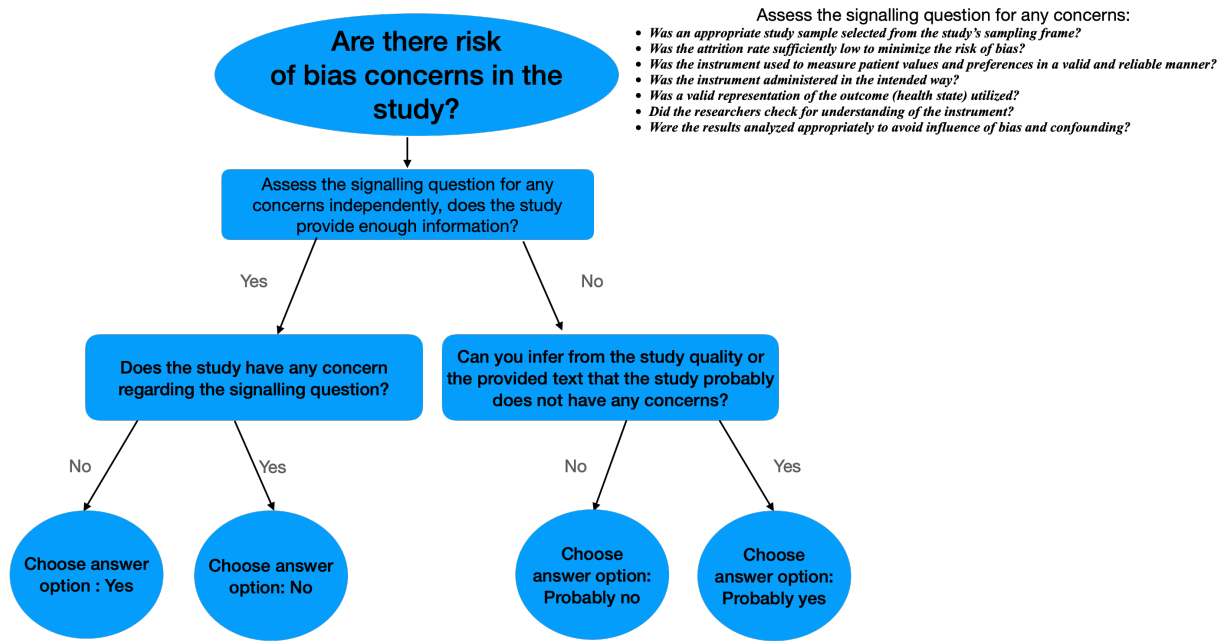 Are there risk
of bias concerns in the
study?
Assess the signalling question for any concerns:
• Was an appropriate study sample selected from the study's sampling frame?
• Was the attrition rate sufficiently low to minimize the risk of bias?
• Was the instrument used to measure patient values and preferences in a valid and reliable manner?
• Was the instrument administered in the intended way?
• Was a valid representation of the outcome (health state) utilized?
• Did the researchers check for understanding of the instrument?
• Were the results analyzed appropriately to avoid influence of bias and confounding?
Assess the signalling question for any
concerns independently, does the study
provide enough information?
Yes
No
Does the study have any concern
regarding the signalling question?
Can you infer from the study quality or
the provided text that the study probably
does not have any concerns?
No
Yes
No
Yes
Choose answer
option : Yes
Choose answer
option: No
Choose
answer option:
Probably no
Choose
answer option:
Probably yes